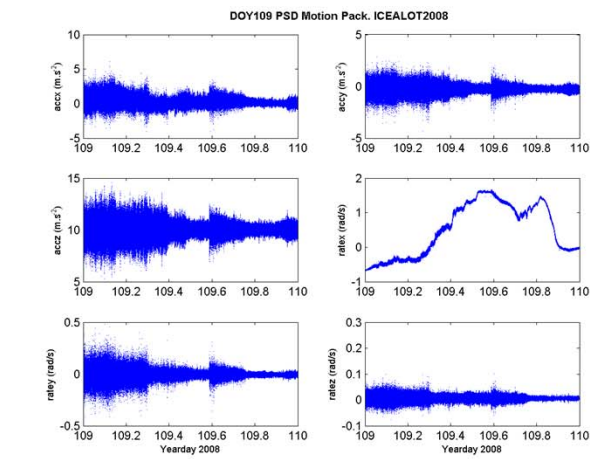 DOY109 PSD Motion Pack. ICEALOT2008
10
5
0
-5
accx (m.s⁻²)
109 109.2 109.4 109.6 109.8 110
5
0
-5
accy (m.s⁻²)
109 109.2 109.4 109.6 109.8 110
15
10
5
accz (m.s⁻²)
109 109.2 109.4 109.6 109.8 110
2
1
0
-1
ratex (rad/s)
109 109.2 109.4 109.6 109.8 110
0.5
0
-0.5
ratey (rad/s)
109 109.2 109.4 109.6 109.8 110
Yearday 2008
0.3
0.2
0.1
0
-0.1
ratez (rad/s)
109 109.2 109.4 109.6 109.8 110
Yearday 2008